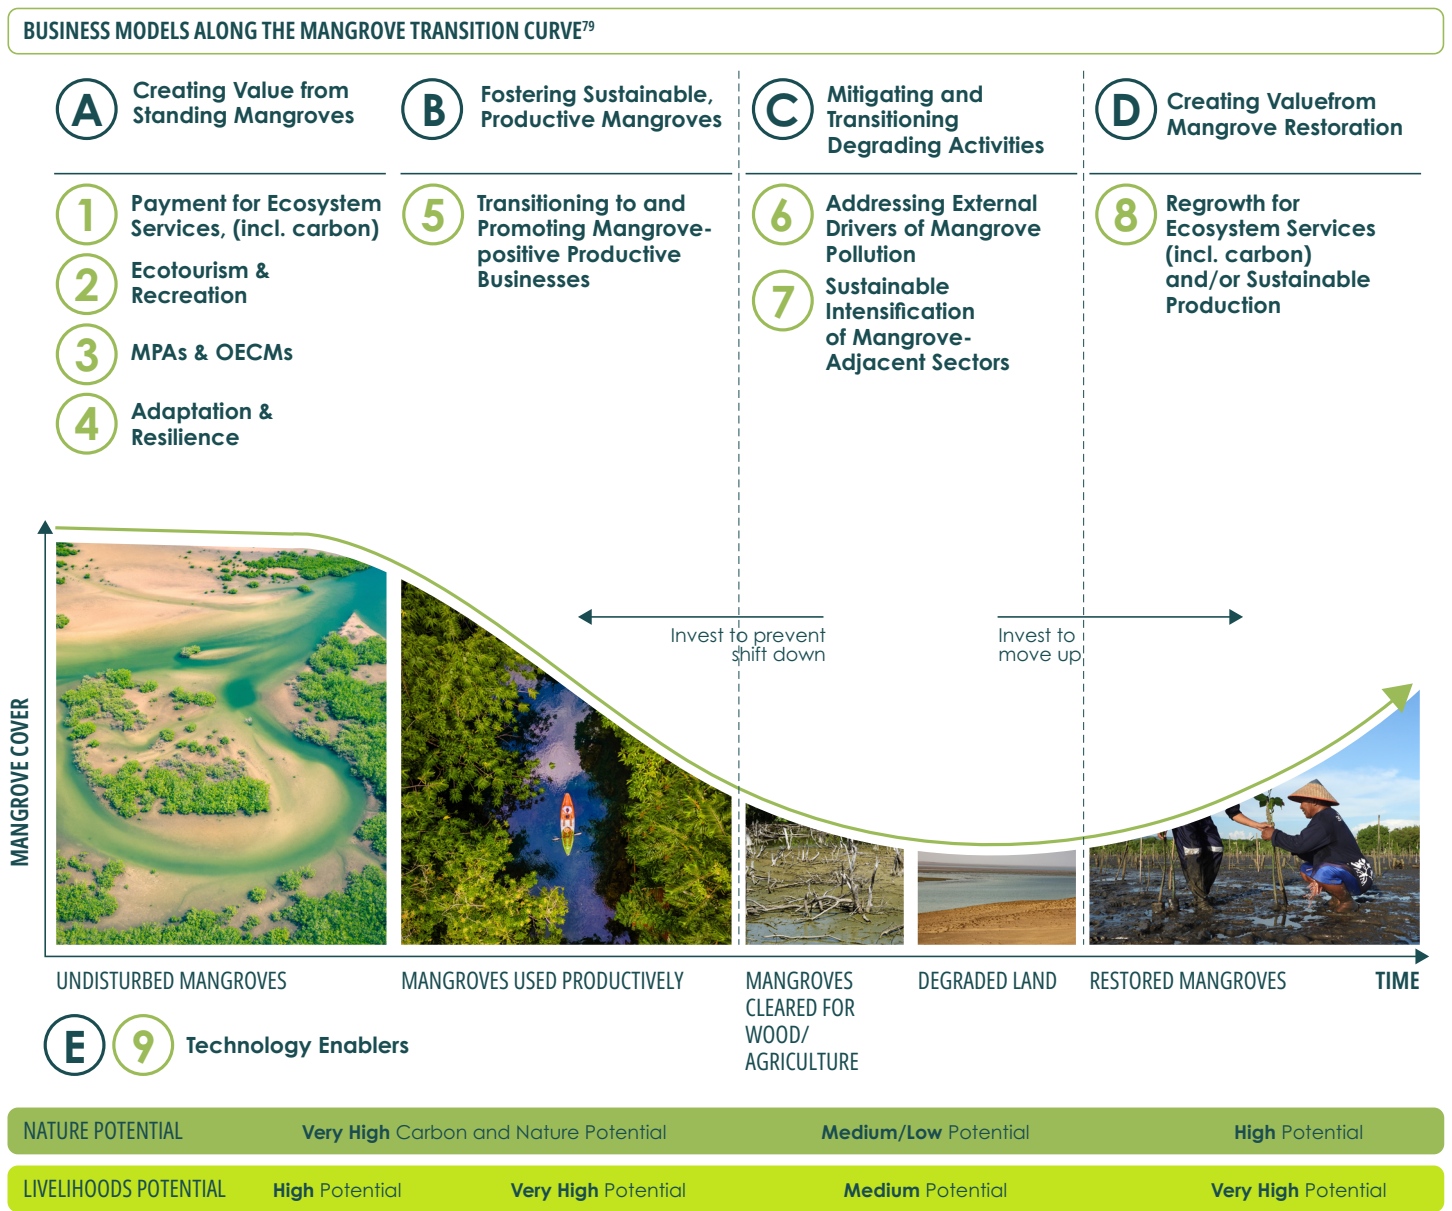 BUSINESS MODELS ALONG THE MANGROVE TRANSITION CURVE79
A
Creating Value from
Standing Mangroves
1
Payment for Ecosystem
Services, (incl. carbon)
2
Ecotourism &
Recreation
3
MPAs & OECMs
4
Adaptation &
Resilience
B
Fostering Sustainable,
Productive Mangroves
5
Transitioning to and
Promoting Mangrove-
positive Productive
Businesses
C
Mitigating and
Transitioning
Degrading Activities
6
Addressing External
Drivers of Mangrove
Pollution
7
Sustainable
Intensification
of Mangrove-
Adjacent Sectors
D
Creating Valuefrom
Mangrove Restoration
8
Regrowth for
Ecosystem Services
(incl. carbon)
and/or Sustainable
Production
Invest to prevent
shift down
Invest to
move up
MANGROVE COVER
UNDISTURBED MANGROVES
MANGROVES USED PRODUCTIVELY
MANGROVES
CLEARED FOR
WOOD/
AGRICULTURE
DEGRADED LAND
RESTORED MANGROVES
TIME
E
9
Technology Enablers
NATURE POTENTIAL
Very High Carbon and Nature Potential
Medium/Low Potential
High Potential
LIVELIHOODS POTENTIAL
High Potential
Very High Potential
Medium Potential
Very High Potential